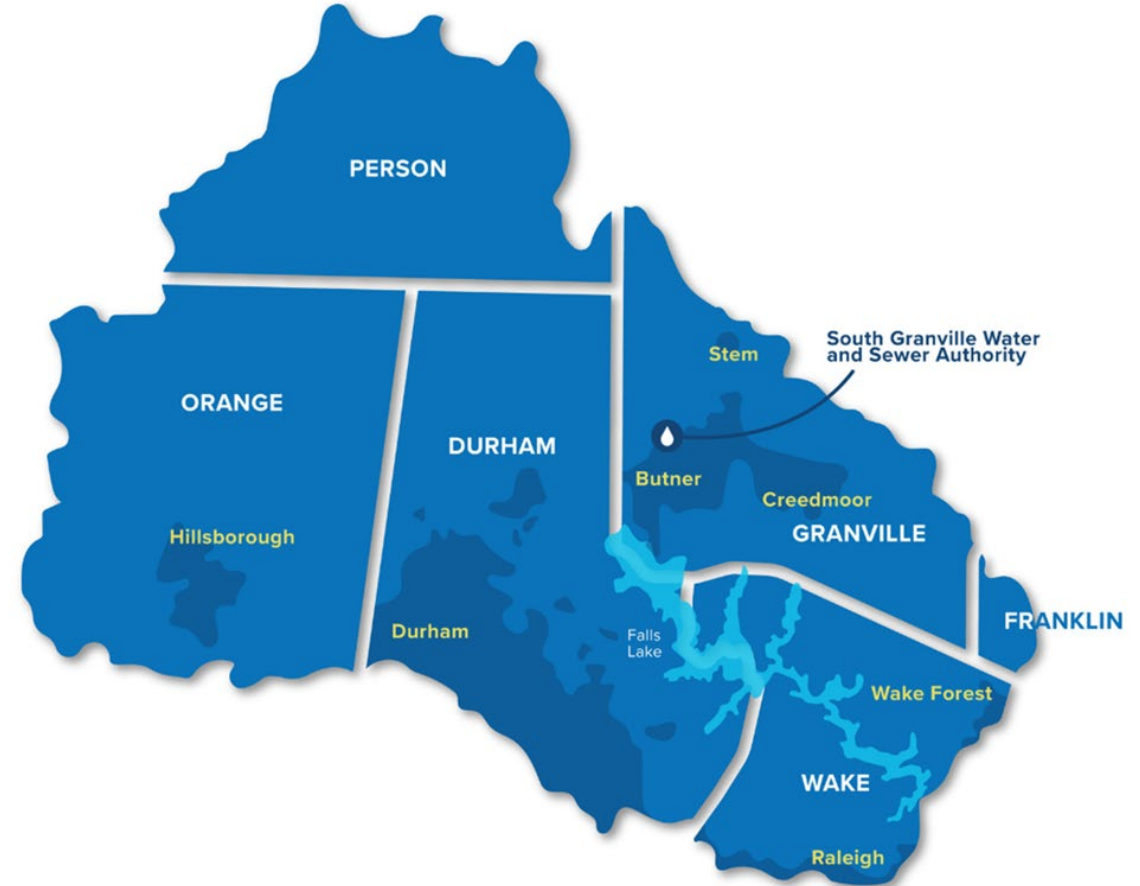 PERSON
South Granville Water
and Sewer Authority
Stem
ORANGE
DURHAM
Butner
Creedmoor
GRANVILLE
Hillsborough
FRANKLIN
Durham
Falls
Lake
Wake Forest
WAKE
Raleigh